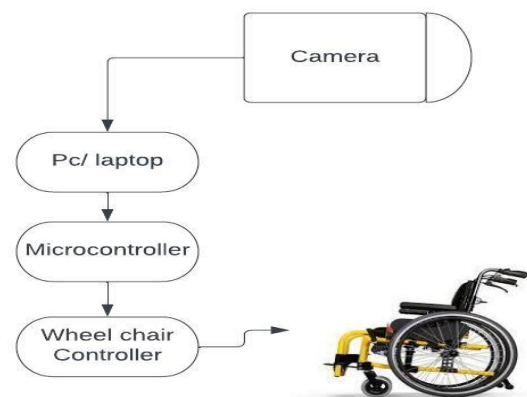 Camera
Pc/ laptop
Microcontroller
Wheel chair
Controller